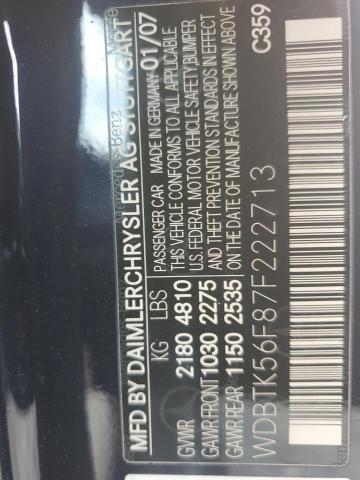 MFD BY DAIMLERCHRYSLER AG STUTTGART
Mercedes-Benz
PASSENGER CAR MADE IN GERMANY 01/07
KG LBS
THIS VEHICLE CONFORMS TO ALL APPLICABLE
GVWR 2180 4810 U.S. FEDERAL MOTOR VEHICLE SAFETY/BUMPER
GAWR FRONT 1030 2275 AND THEFT PREVENTION STANDARDS IN EFFECT
GAWR REAR 1150 2535 ON THE DATE OF MANUFACTURE SHOWN ABOVE
WDBTK56F87F222713
C359